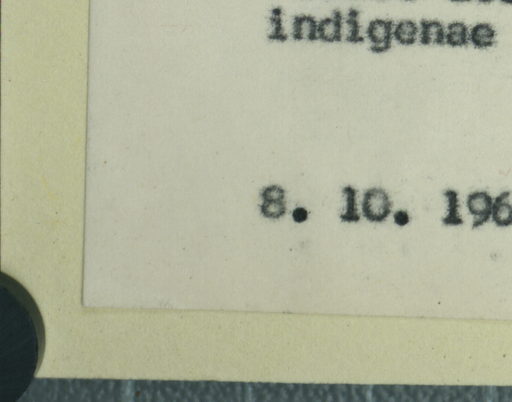 indigenae
8. 10. 196